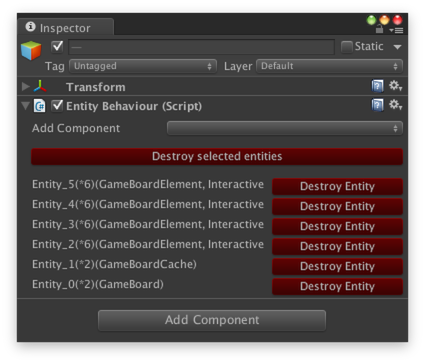 Inspector
—
Static
Tag Untagged Layer Default
Transform
Entity Behaviour (Script)
Add Component
Destroy selected entities
Entity_5(*6)(GameBoardElement, Interactive Destroy Entity
Entity_4(*6)(GameBoardElement, Interactive Destroy Entity
Entity_3(*6)(GameBoardElement, Interactive Destroy Entity
Entity_2(*6)(GameBoardElement, Interactive Destroy Entity
Entity_1(*2)(GameBoardCache) Destroy Entity
Entity_0(*2)(GameBoard) Destroy Entity
Add Component